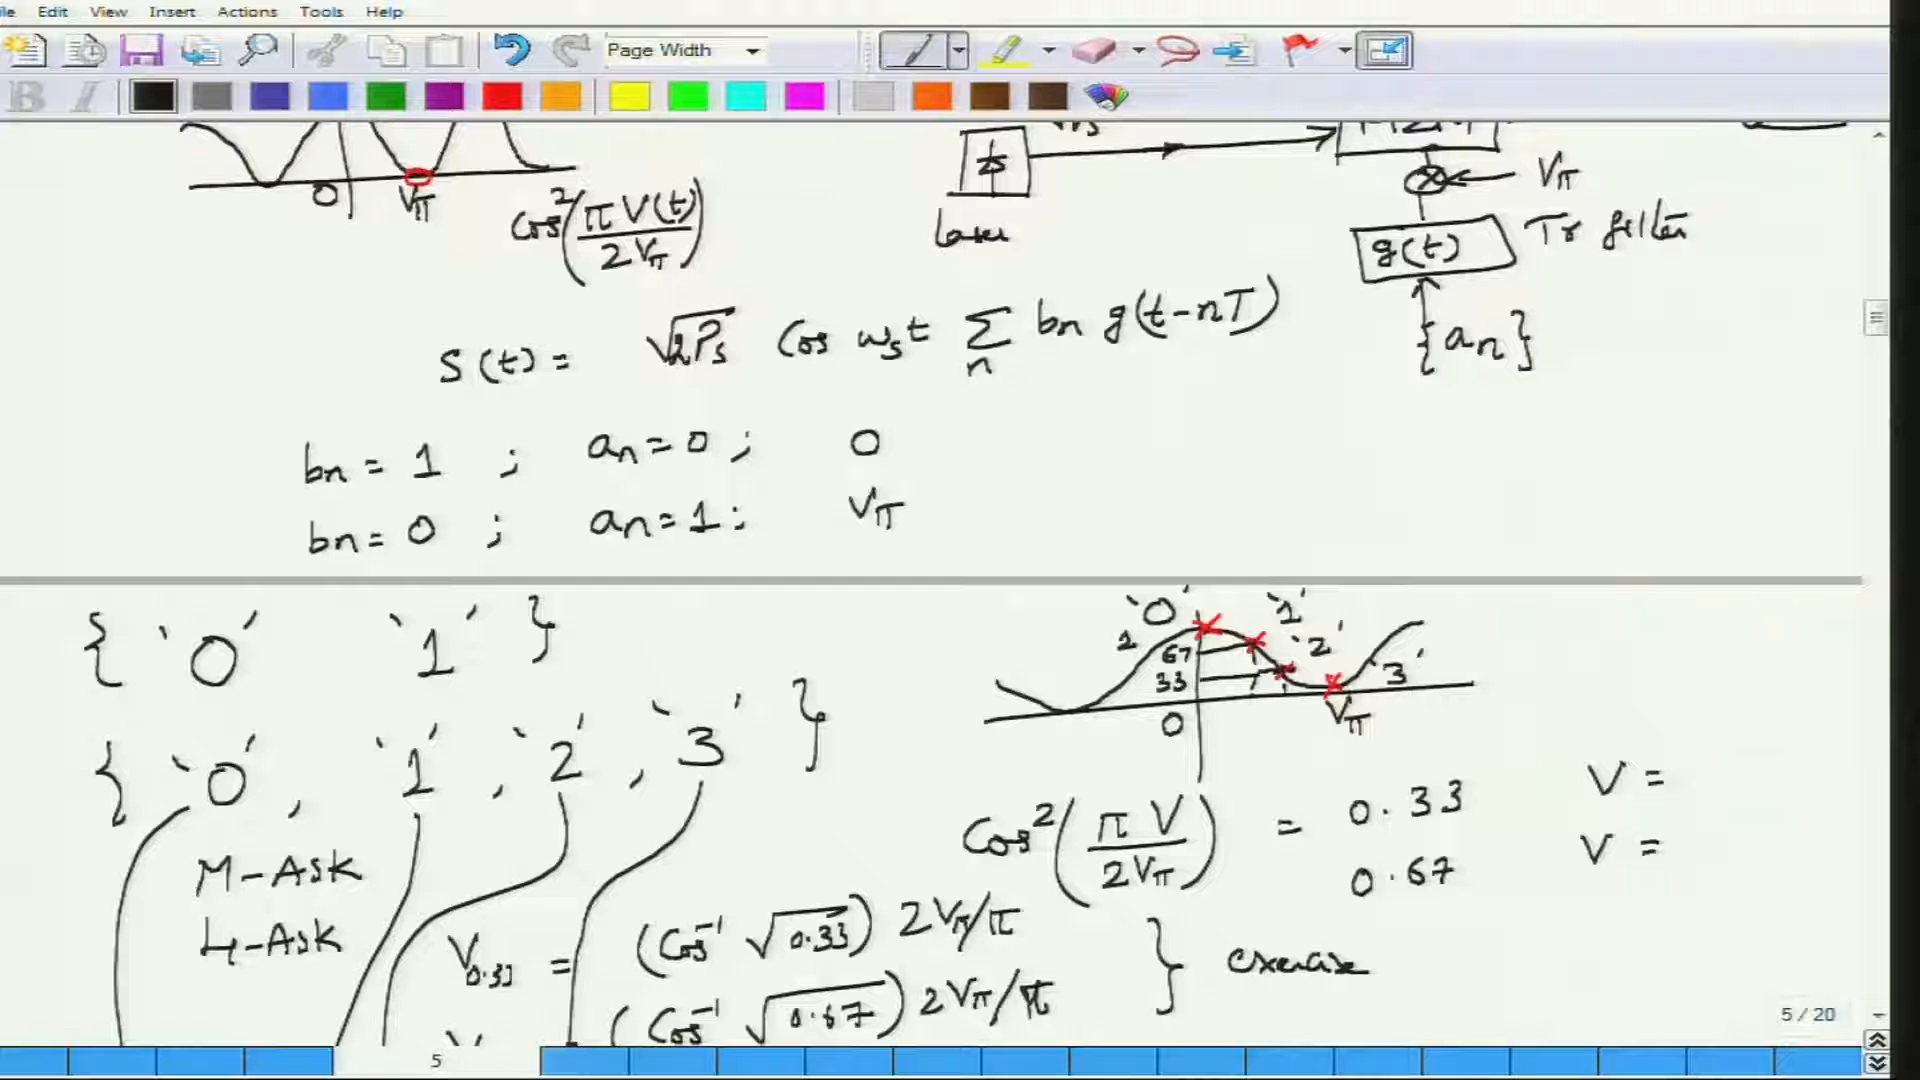 ile Edit View Insert Actions Tools Help
Page Width
B I
0 Vπ
cos²(π V(t) / 2Vπ)
laser
Vπ
g(t) Tr filter
{an}
S(t) = √2Ps Cos ωst Σn bn g(t-nT)
bn = 1 ; an = 0 ; 0
bn = 0 ; an = 1 ; Vπ
{ '0' '1' }
{ '0', '1', '2', '3' }
'0' '1'
1 67 '2'
33 3'
0 Vπ
M-ASK
4-ASK
Cos²(π V / 2Vπ) = 0.33 V =
0.67 V =
V0.33 = (Cos⁻¹ √0.33) 2Vπ/π
(Cos⁻¹ √0.67) 2Vπ/π
} exercise
5 / 20
5